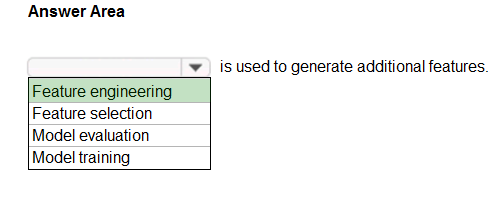 Answer Area
is used to generate additional features.
Feature engineering
Feature selection
Model evaluation
Model training